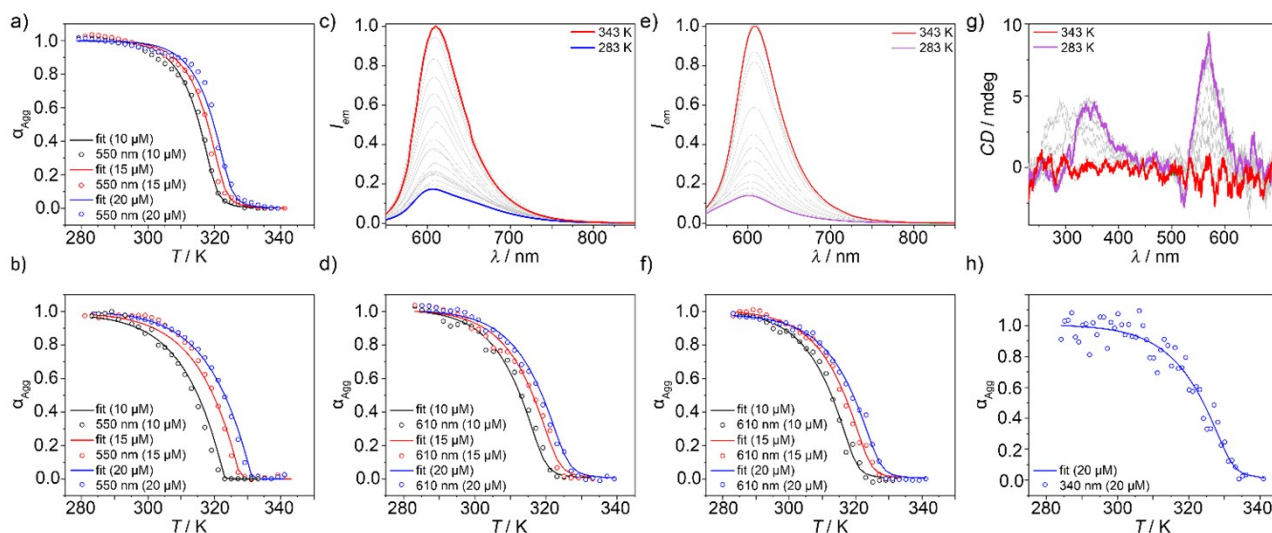 a)
1.0
0.8
0.6
0.4
0.2
0.0
α_Agg
fit (10 µM)
550 nm (10 µM)
fit (15 µM)
550 nm (15 µM)
fit (20 µM)
550 nm (20 µM)
280 300 320 340
T / K
c)
1.0
0.8
0.6
0.4
0.2
0.0
I_em
343 K
283 K
600 700 800
λ / nm
e)
1.0
0.8
0.6
0.4
0.2
0.0
343 K
283 K
600 700 800
λ / nm
g)
10
5
0
CD / mdeg
343 K
283 K
300 400 500 600
λ / nm
b)
1.0
0.8
0.6
0.4
0.2
0.0
α_Agg
fit (10 µM)
550 nm (10 µM)
fit (15 µM)
550 nm (15 µM)
fit (20 µM)
550 nm (20 µM)
280 300 320 340
T / K
d)
1.0
0.8
0.6
0.4
0.2
0.0
α_Agg
fit (10 µM)
610 nm (10 µM)
fit (15 µM)
610 nm (15 µM)
fit (20 µM)
610 nm (20 µM)
280 300 320 340
T / K
f)
1.0
0.8
0.6
0.4
0.2
0.0
α_Agg
fit (10 µM)
610 nm (10 µM)
fit (15 µM)
610 nm (15 µM)
fit (20 µM)
610 nm (20 µM)
280 300 320 340
T / K
h)
1.0
0.8
0.6
0.4
0.2
0.0
α_Agg
fit (20 µM)
340 nm (20 µM)
280 300 320 340
T / K